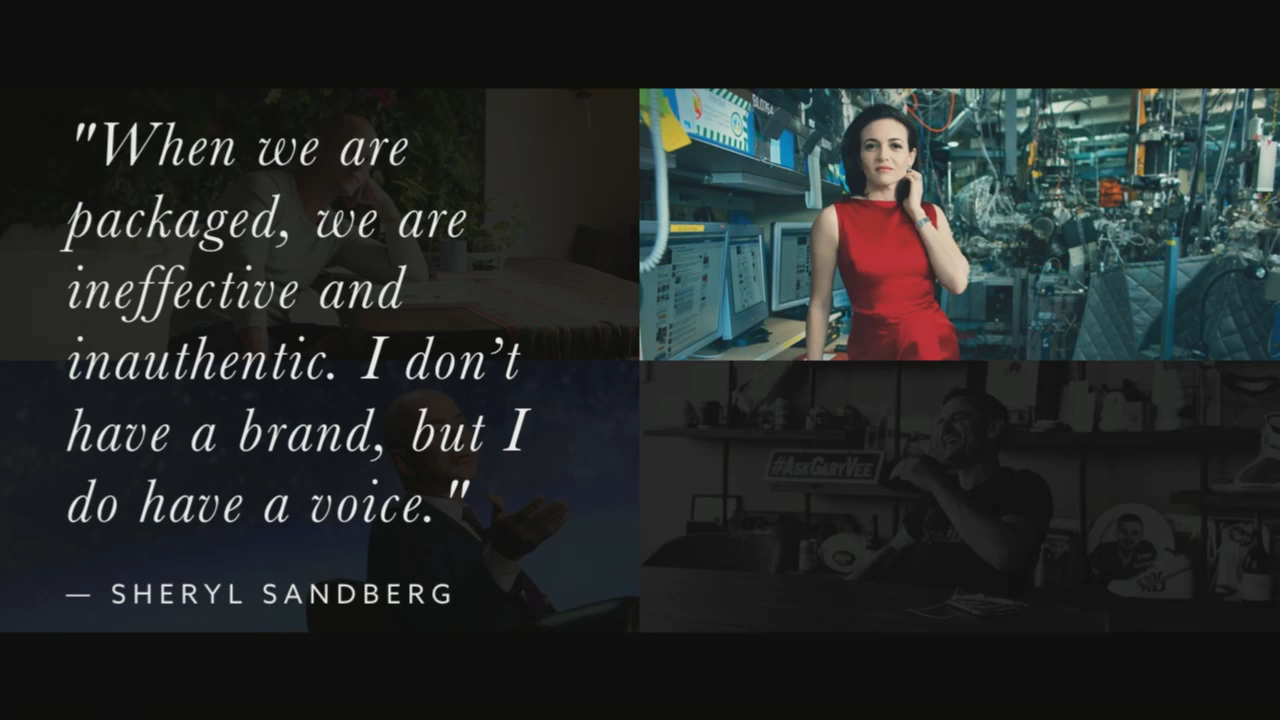 "When we are
packaged, we are
ineffective and
inauthentic. I don’t
have a brand, but I
do have a voice."
— SHERYL SANDBERG
BL0764
#ASKGARYVEE